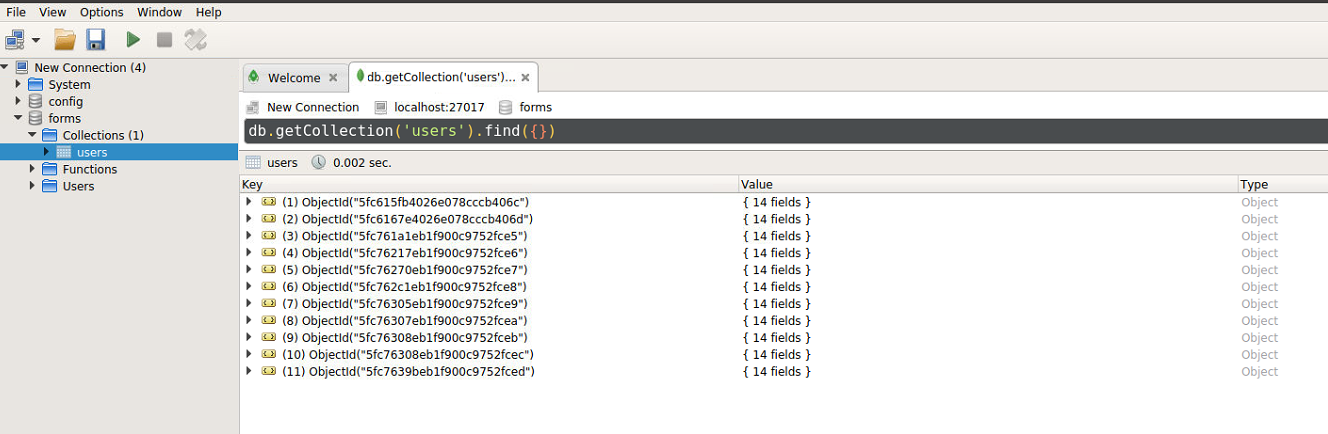 File View Options Window Help
New Connection (4)
System
config
forms
Collections (1)
users
Functions
Users
Welcome db.getCollection('users')...
New Connection localhost:27017 forms
db.getCollection('users').find({})
users 0.002 sec.
Key Value Type
(1) ObjectId("5fc615fb4026e078cccb406c") { 14 fields } Object
(2) ObjectId("5fc6167e4026e078cccb406d") { 14 fields } Object
(3) ObjectId("5fc761a1eb1f900c9752fce5") { 14 fields } Object
(4) ObjectId("5fc76217eb1f900c9752fce6") { 14 fields } Object
(5) ObjectId("5fc76270eb1f900c9752fce7") { 14 fields } Object
(6) ObjectId("5fc762c1eb1f900c9752fce8") { 14 fields } Object
(7) ObjectId("5fc76305eb1f900c9752fce9") { 14 fields } Object
(8) ObjectId("5fc76307eb1f900c9752fcea") { 14 fields } Object
(9) ObjectId("5fc76308eb1f900c9752fceb") { 14 fields } Object
(10) ObjectId("5fc76308eb1f900c9752fcec") { 14 fields } Object
(11) ObjectId("5fc7639beb1f900c9752fced") { 14 fields } Object